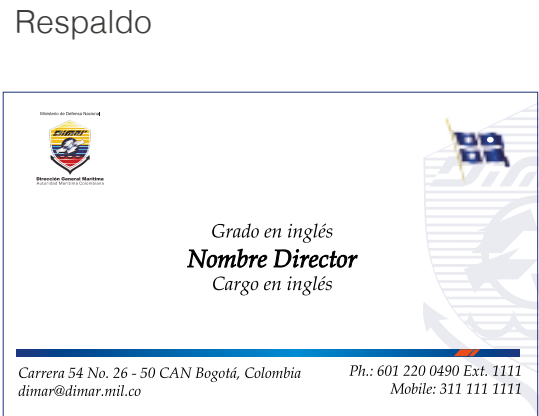 Respaldo
Ministerio de Defensa Nacional
Dimar
Dirección General Marítima
Autoridad Marítima Colombiana
Grado en inglés
Nombre Director
Cargo en inglés
Carrera 54 No. 26 - 50 CAN Bogotá, Colombia
dimar@dimar.mil.co
Ph.: 601 220 0490 Ext. 1111
Mobile: 311 111 1111